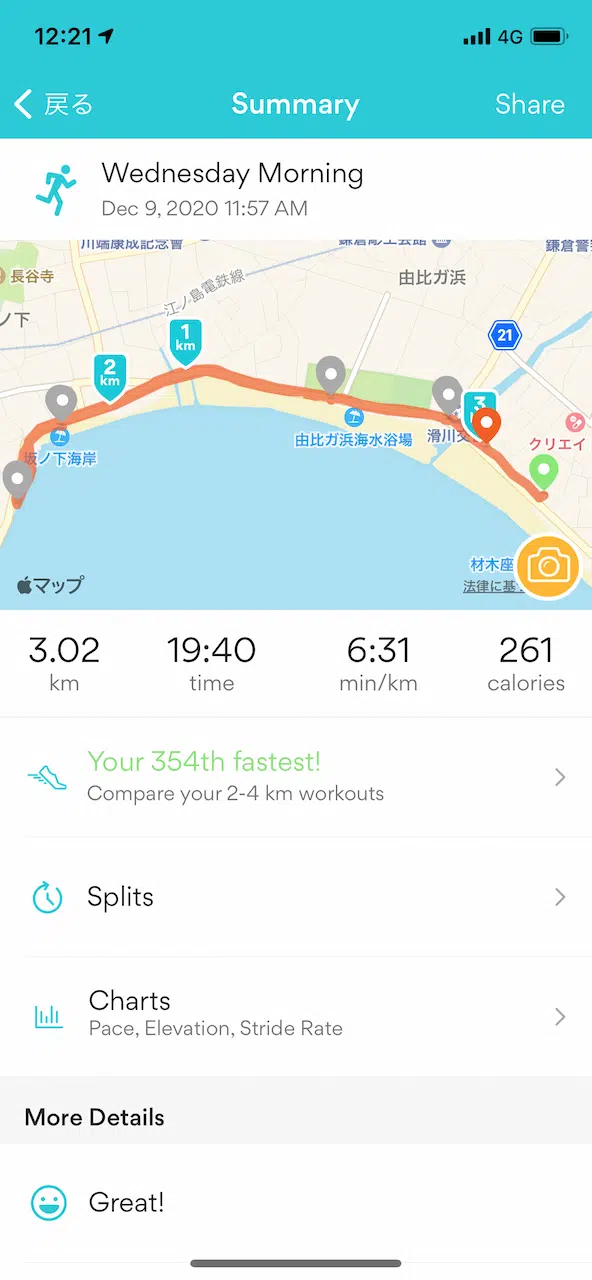 12:21
4G
戻る
Summary
Share
Wednesday Morning
Dec 9, 2020 11:57 AM
川端康成記念會
鎌倉彫工芸館
鎌倉警
長谷寺
江ノ島電鉄線
由比ガ浜
ノ下
1
km
21
2
km
3
坂ノ下海岸
由比ガ浜海水浴場
滑川交
クリエイ
材木座
マップ
法律に基
3.02
km
19:40
time
6:31
min/km
261
calories
Your 354th fastest!
Compare your 2-4 km workouts
Splits
Charts
Pace, Elevation, Stride Rate
More Details
Great!